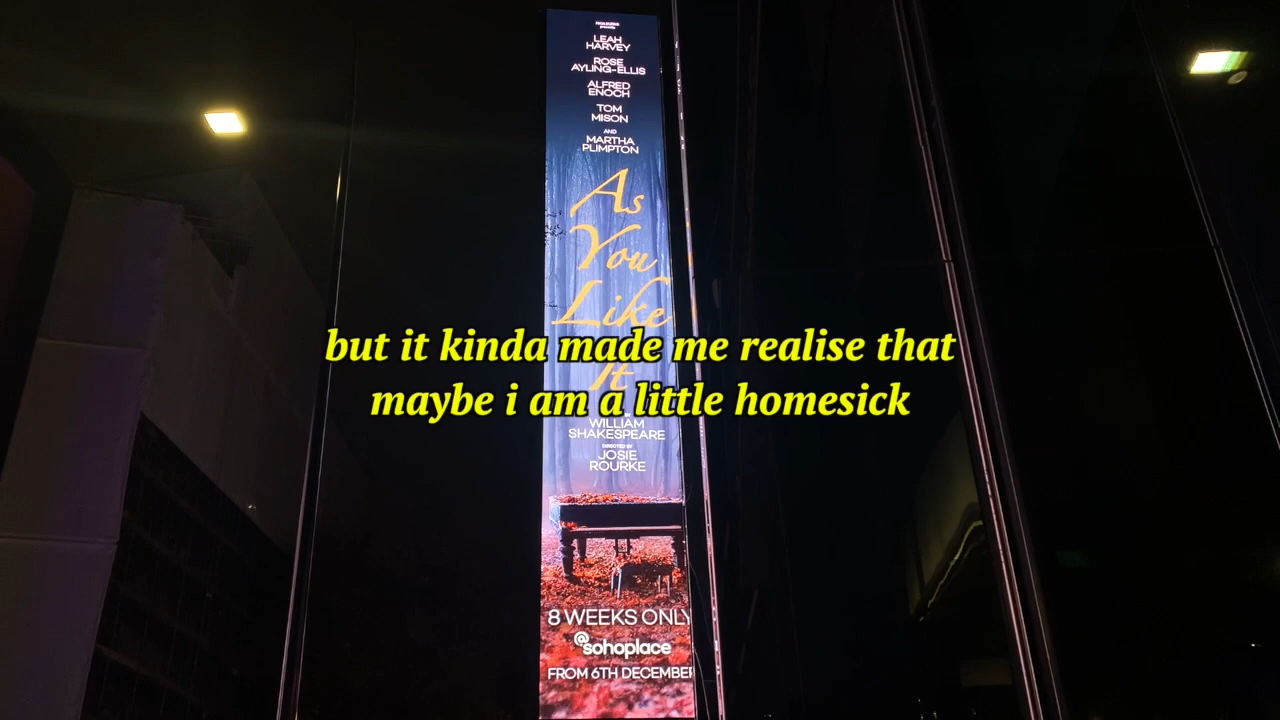 LEAH
HARVEY
ROSE
AYLING-ELLIS
ALFRED
ENOCH
TOM
MISON
AND
MARTHA
PLIMPTON
As
You
Like
It
but it kinda made me realise that
maybe i am a little homesick
WILLIAM
SHAKESPEARE
DIRECTED BY
JOSIE
ROURKE
8 WEEKS ONLY
@sohoplace
FROM 6TH DECEMBER